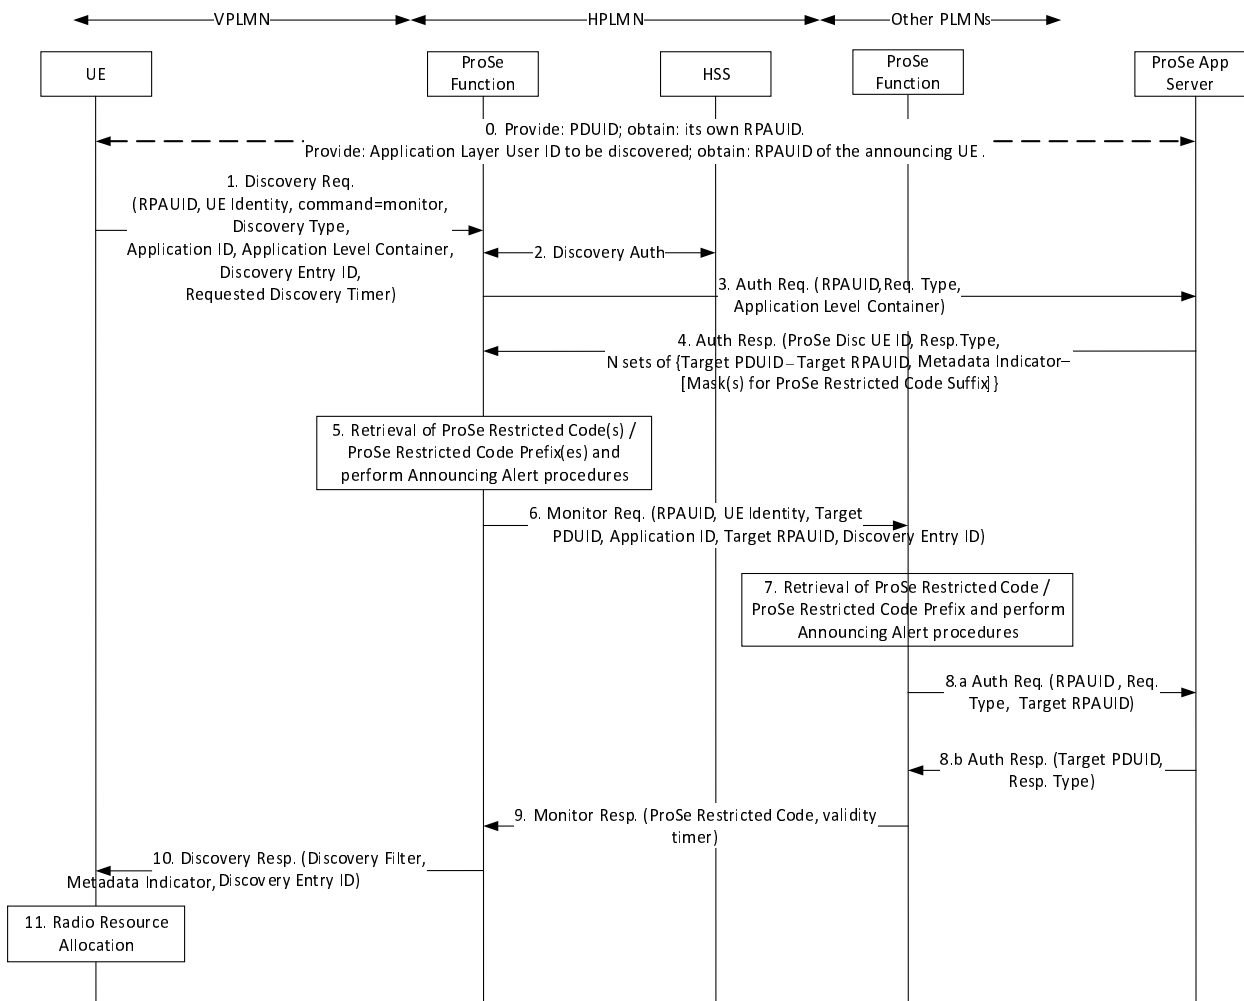 VPLMN
HPLMN
Other PLMNs
UE
ProSe
Function
HSS
ProSe
Function
ProSe App
Server
0. Provide: PDUID; obtain: its own RPAUID.
Provide: Application Layer User ID to be discovered; obtain: RPAUID of the announcing UE .
1. Discovery Req.
(RPAUID, UE Identity, command=monitor,
Discovery Type,
Application ID, Application Level Container,
Discovery Entry ID,
Requested Discovery Timer)
2. Discovery Auth
3. Auth Req. (RPAUID,Req. Type,
Application Level Container)
4. Auth Resp. (ProSe Disc UE ID, Resp.Type,
N sets of {Target PDUID – Target RPAUID, Metadata Indicator–
[Mask(s) for ProSe Restricted Code Suffix] }
5. Retrieval of ProSe Restricted Code(s) /
ProSe Restricted Code Prefix(es) and
perform Announcing Alert procedures
6. Monitor Req. (RPAUID, UE Identity, Target
PDUID, Application ID, Target RPAUID, Discovery Entry ID)
7. Retrieval of ProSe Restricted Code /
ProSe Restricted Code Prefix and perform
Announcing Alert procedures
8.a Auth Req. (RPAUID , Req.
Type, Target RPAUID)
8.b Auth Resp. (Target PDUID,
Resp. Type)
9. Monitor Resp. (ProSe Restricted Code, validity
timer)
10. Discovery Resp. (Discovery Filter,
Metadata Indicator, Discovery Entry ID)
11. Radio Resource
Allocation